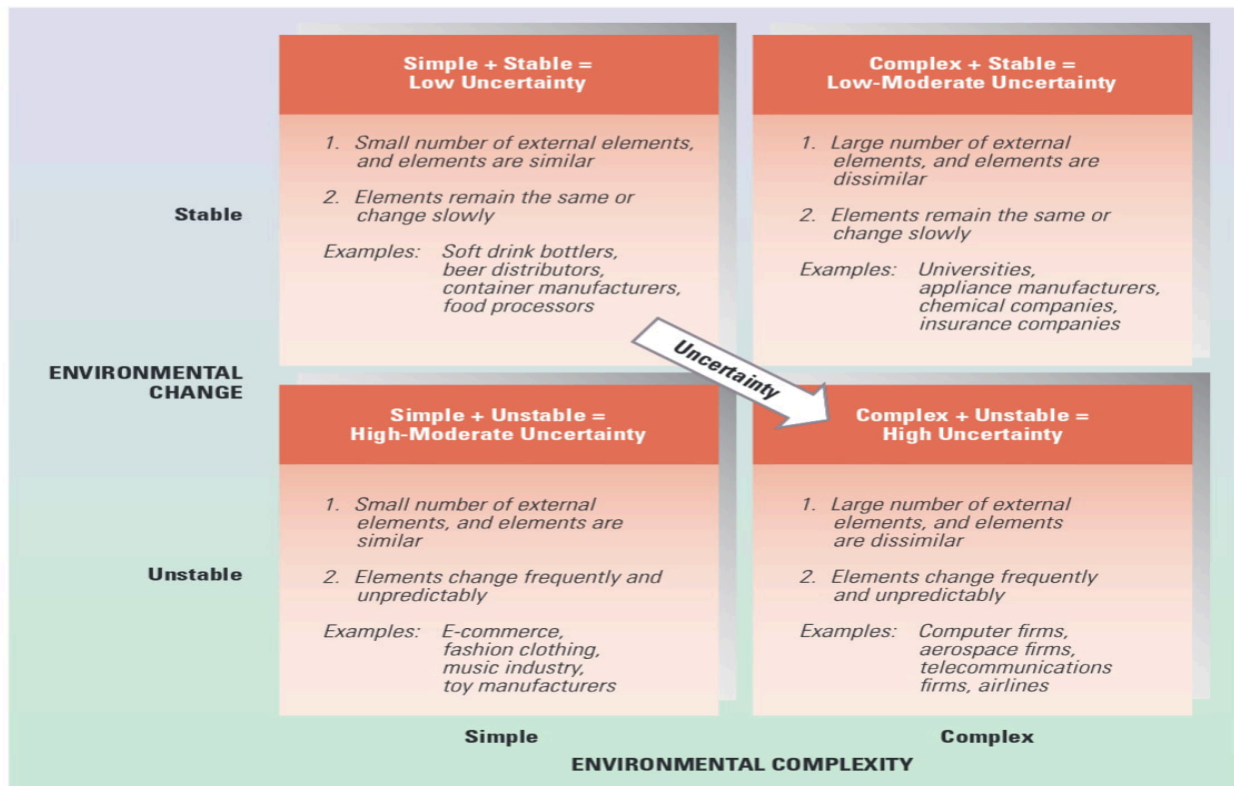 Simple + Stable =
Low Uncertainty
1. Small number of external elements,
and elements are similar
2. Elements remain the same or
change slowly
Examples: Soft drink bottlers,
beer distributors,
container manufacturers,
food processors
Complex + Stable =
Low-Moderate Uncertainty
1. Large number of external
elements, and elements are
dissimilar
2. Elements remain the same or
change slowly
Examples: Universities,
appliance manufacturers,
chemical companies,
insurance companies
Stable
Uncertainty
ENVIRONMENTAL
CHANGE
Simple + Unstable =
High-Moderate Uncertainty
1. Small number of external
elements, and elements are
similar
2. Elements change frequently and
unpredictably
Examples: E-commerce,
fashion clothing,
music industry,
toy manufacturers
Complex + Unstable =
High Uncertainty
1. Large number of external
elements, and elements
are dissimilar
2. Elements change frequently
and unpredictably
Examples: Computer firms,
aerospace firms,
telecommunications
firms, airlines
Unstable
Simple
Complex
ENVIRONMENTAL COMPLEXITY